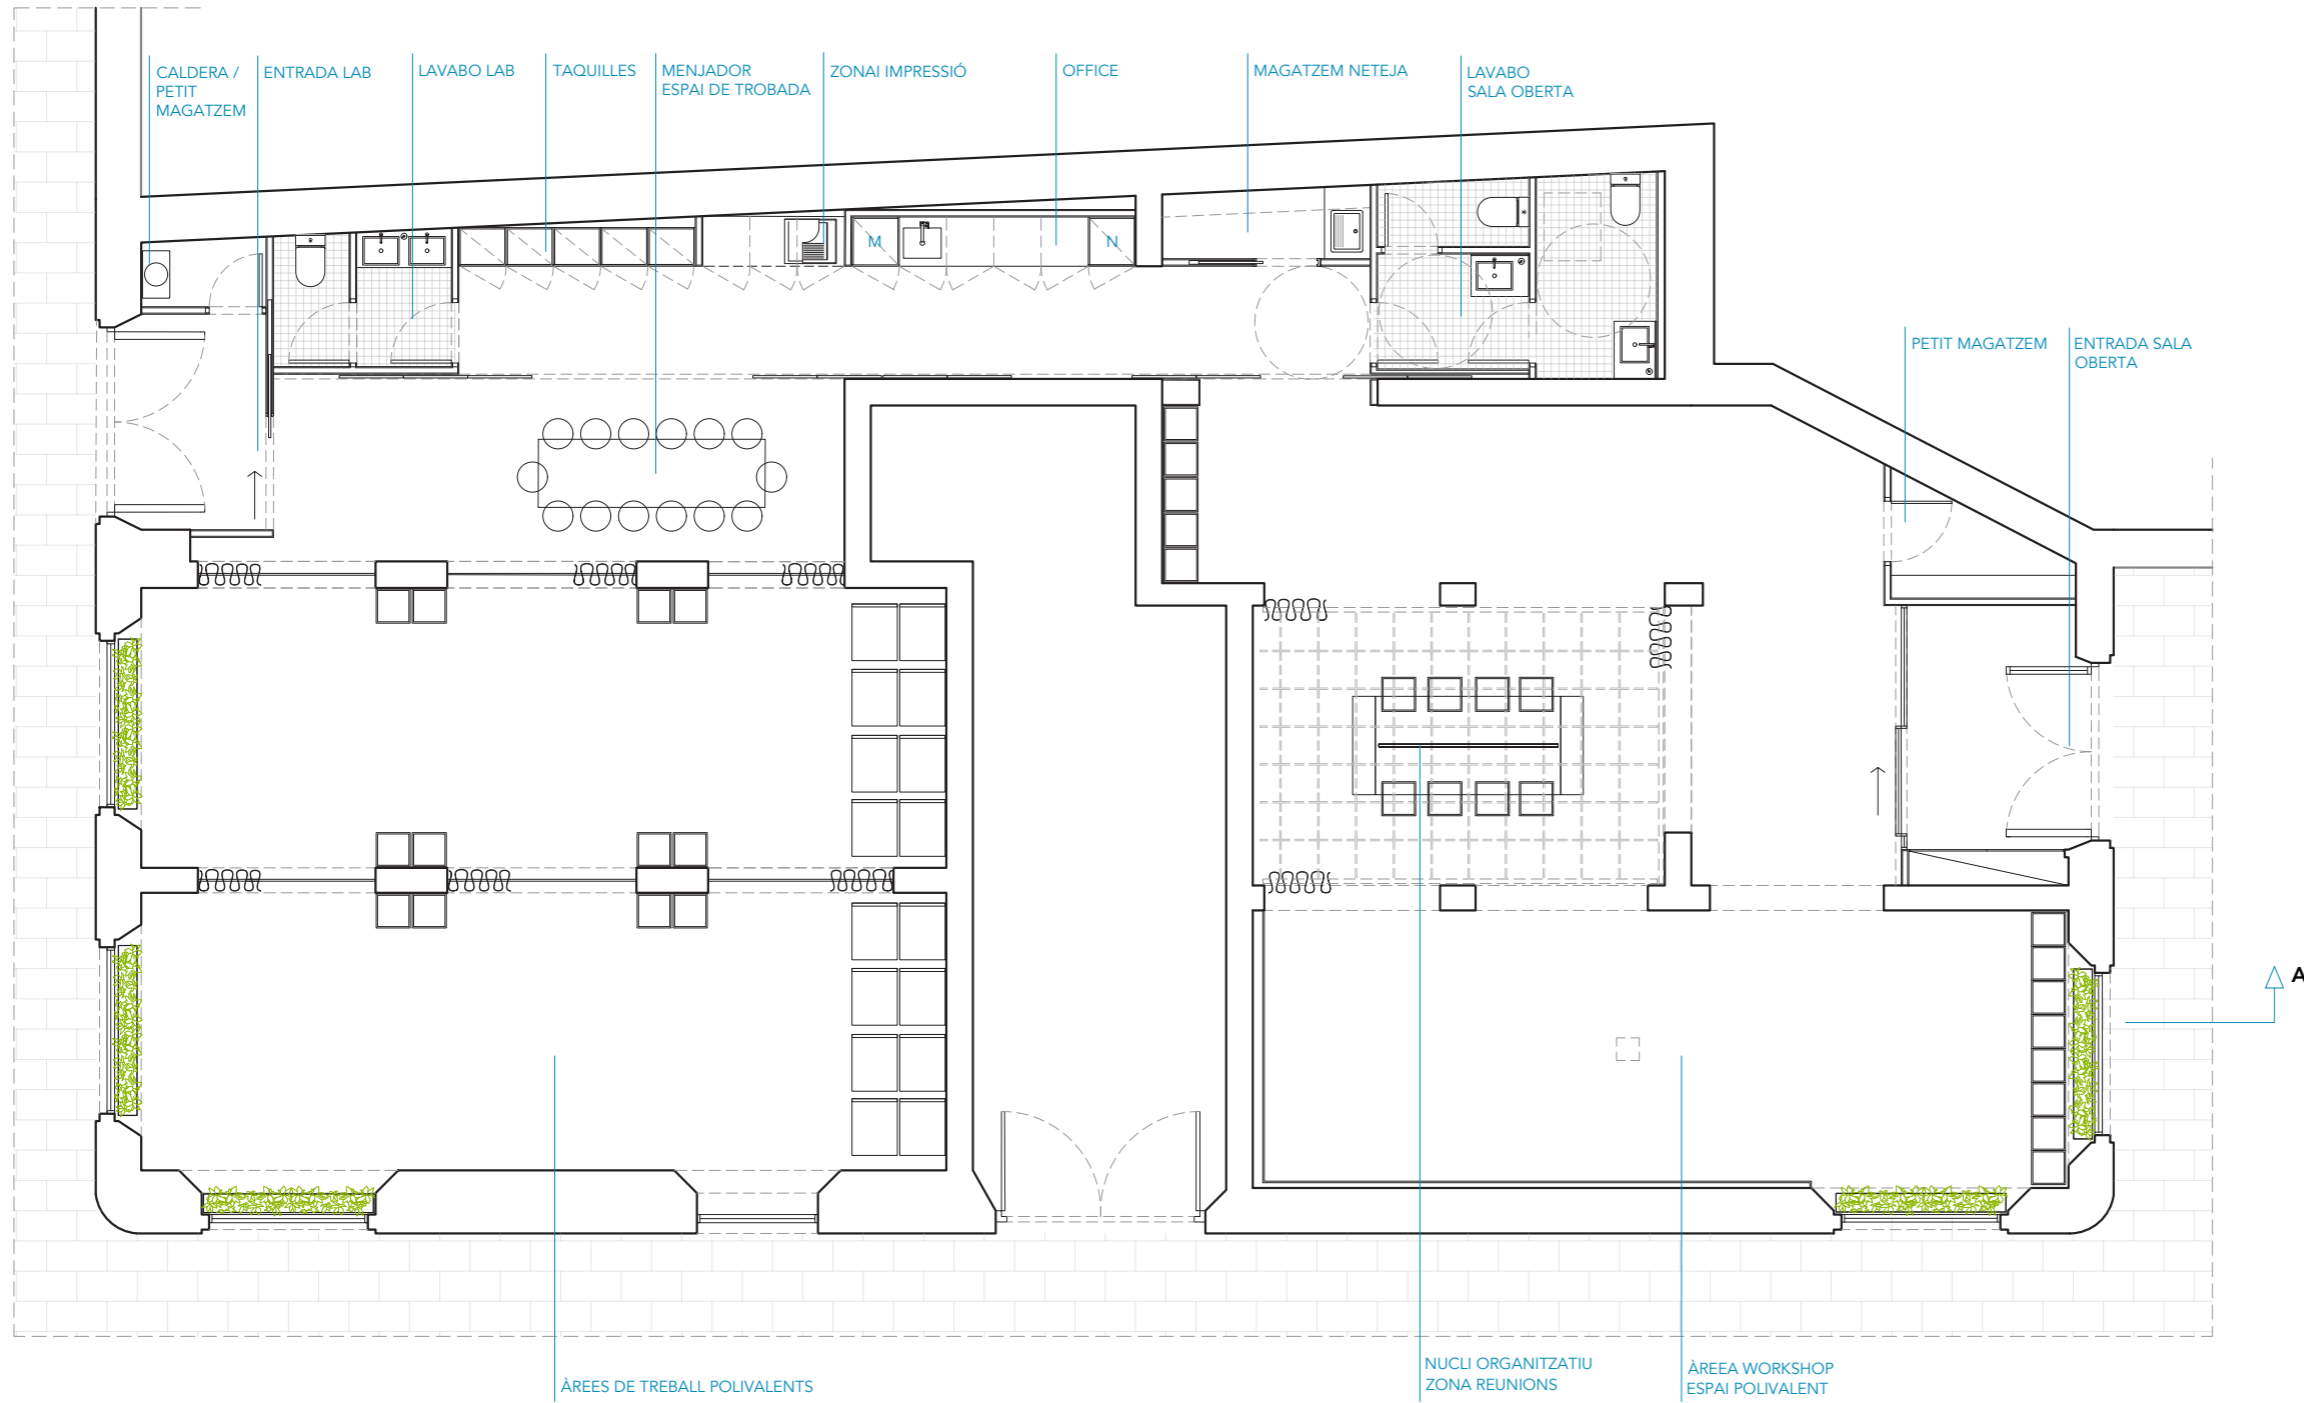 CALDERA /
PETIT
MAGATZEM
ENTRADA LAB
LAVABO LAB
TAQUILLES
MENJADOR
ESPAI DE TROBADA
ZONAI IMPRESSIÓ
OFFICE
MAGATZEM NETEJA
LAVABO
SALA OBERTA
M
N
PETIT MAGATZEM
ENTRADA SALA
OBERTA
A
ÀREES DE TREBALL POLIVALENTS
NUCLI ORGANITZATIU
ZONA REUNIONS
ÀREEA WORKSHOP
ESPAI POLIVALENT